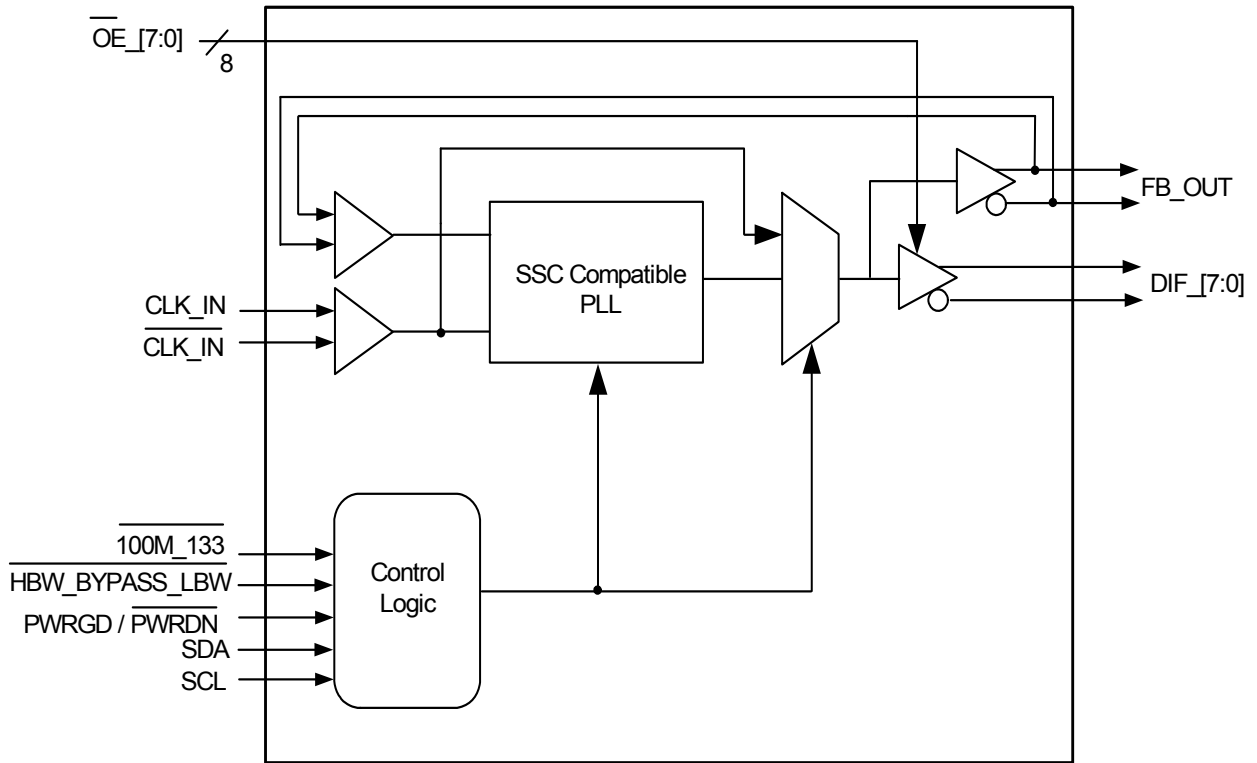 OE_[7:0]
8
FB_OUT
SSC Compatible
PLL
DIF_[7:0]
CLK_IN
CLK_IN
100M_133
HBW_BYPASS_LBW
PWRGD / PWRDN
SDA
SCL
Control
Logic